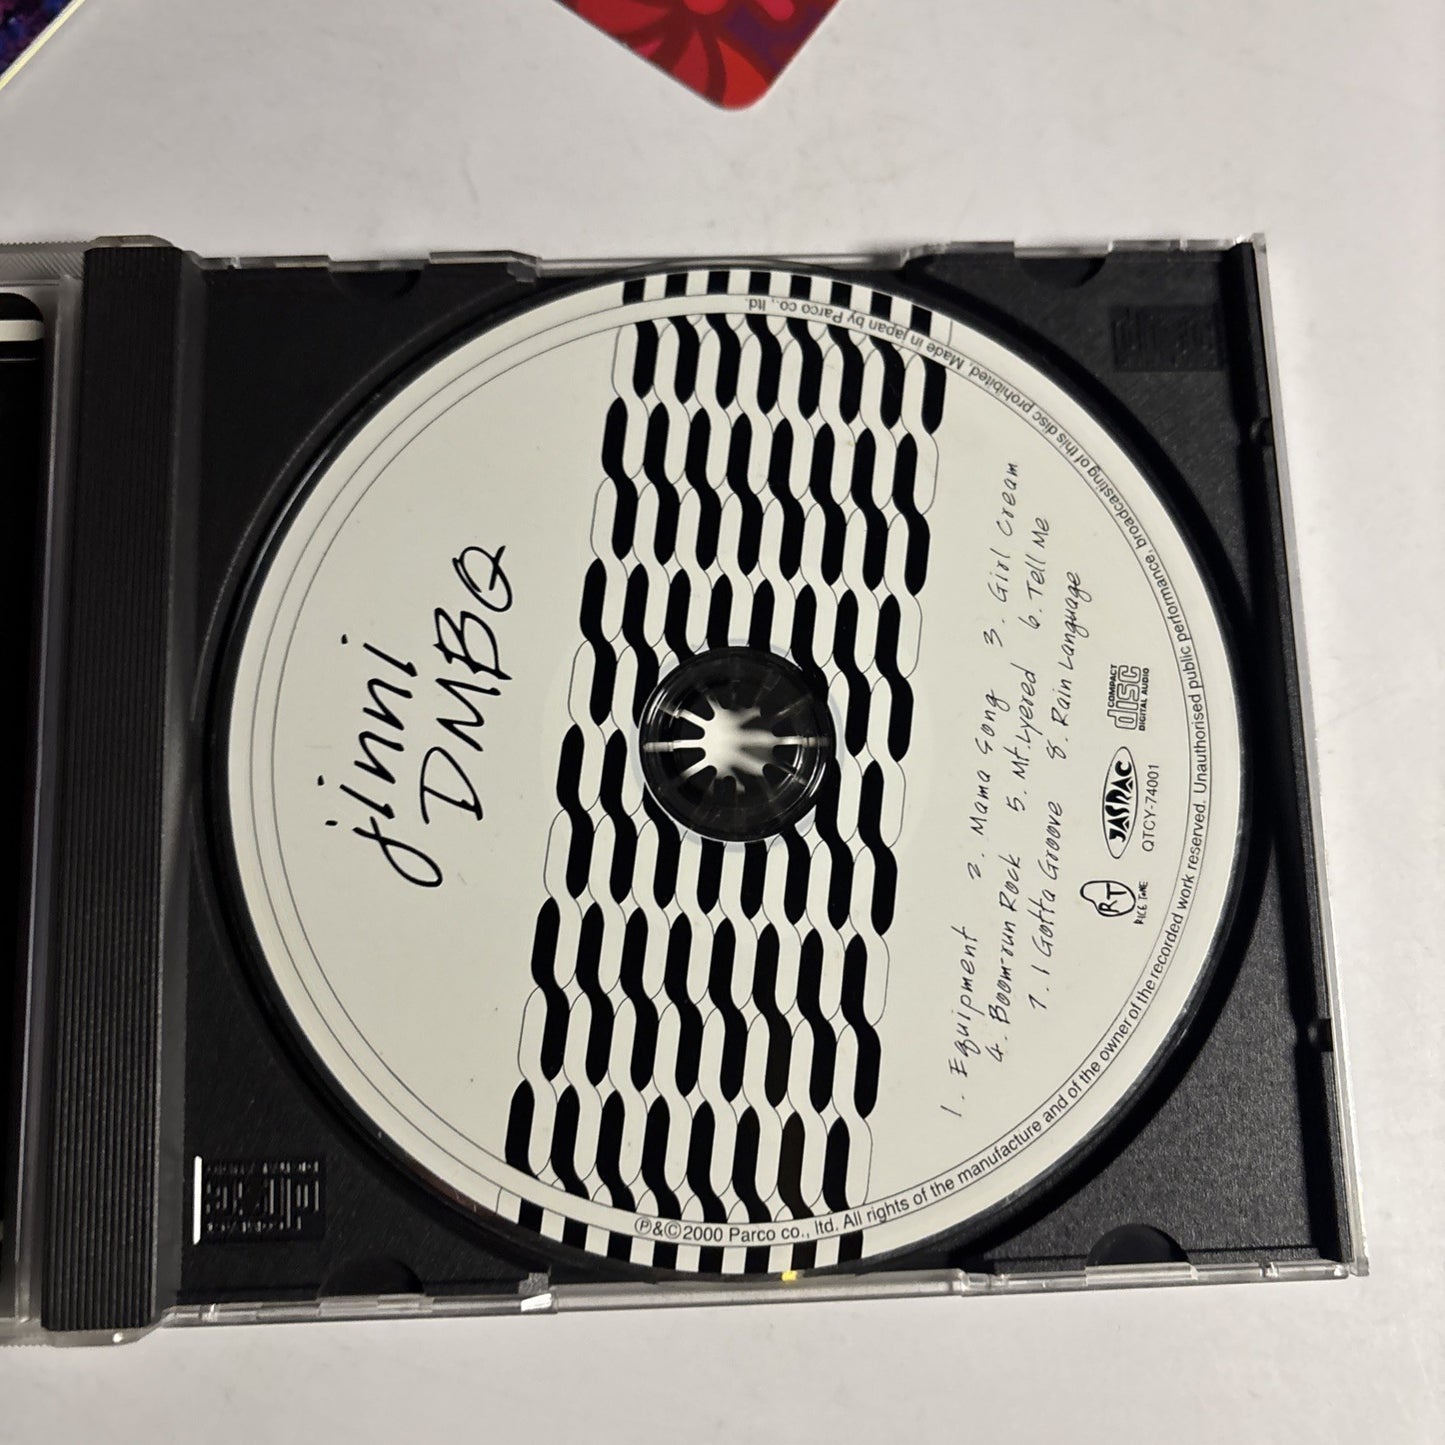 jinni
DMBQ
1. Equipment 2. Mama Song 3. Girl Cream
4. Boom-run Rock 5. Mt. Lyered 6. Tell Me
7. I Gotta Groove 8. Rain Language
RT
RICE TONE
JASRAC
COMPACT
disc
DIGITAL AUDIO
QTCY-74001
Ⓟ&©2000 Parco co., ltd. All rights of the manufacture and of the owner of the recorded work reserved. Unauthorised public performance, broadcasting of this disc prohibited. Made in japan by Parco co., ltd.